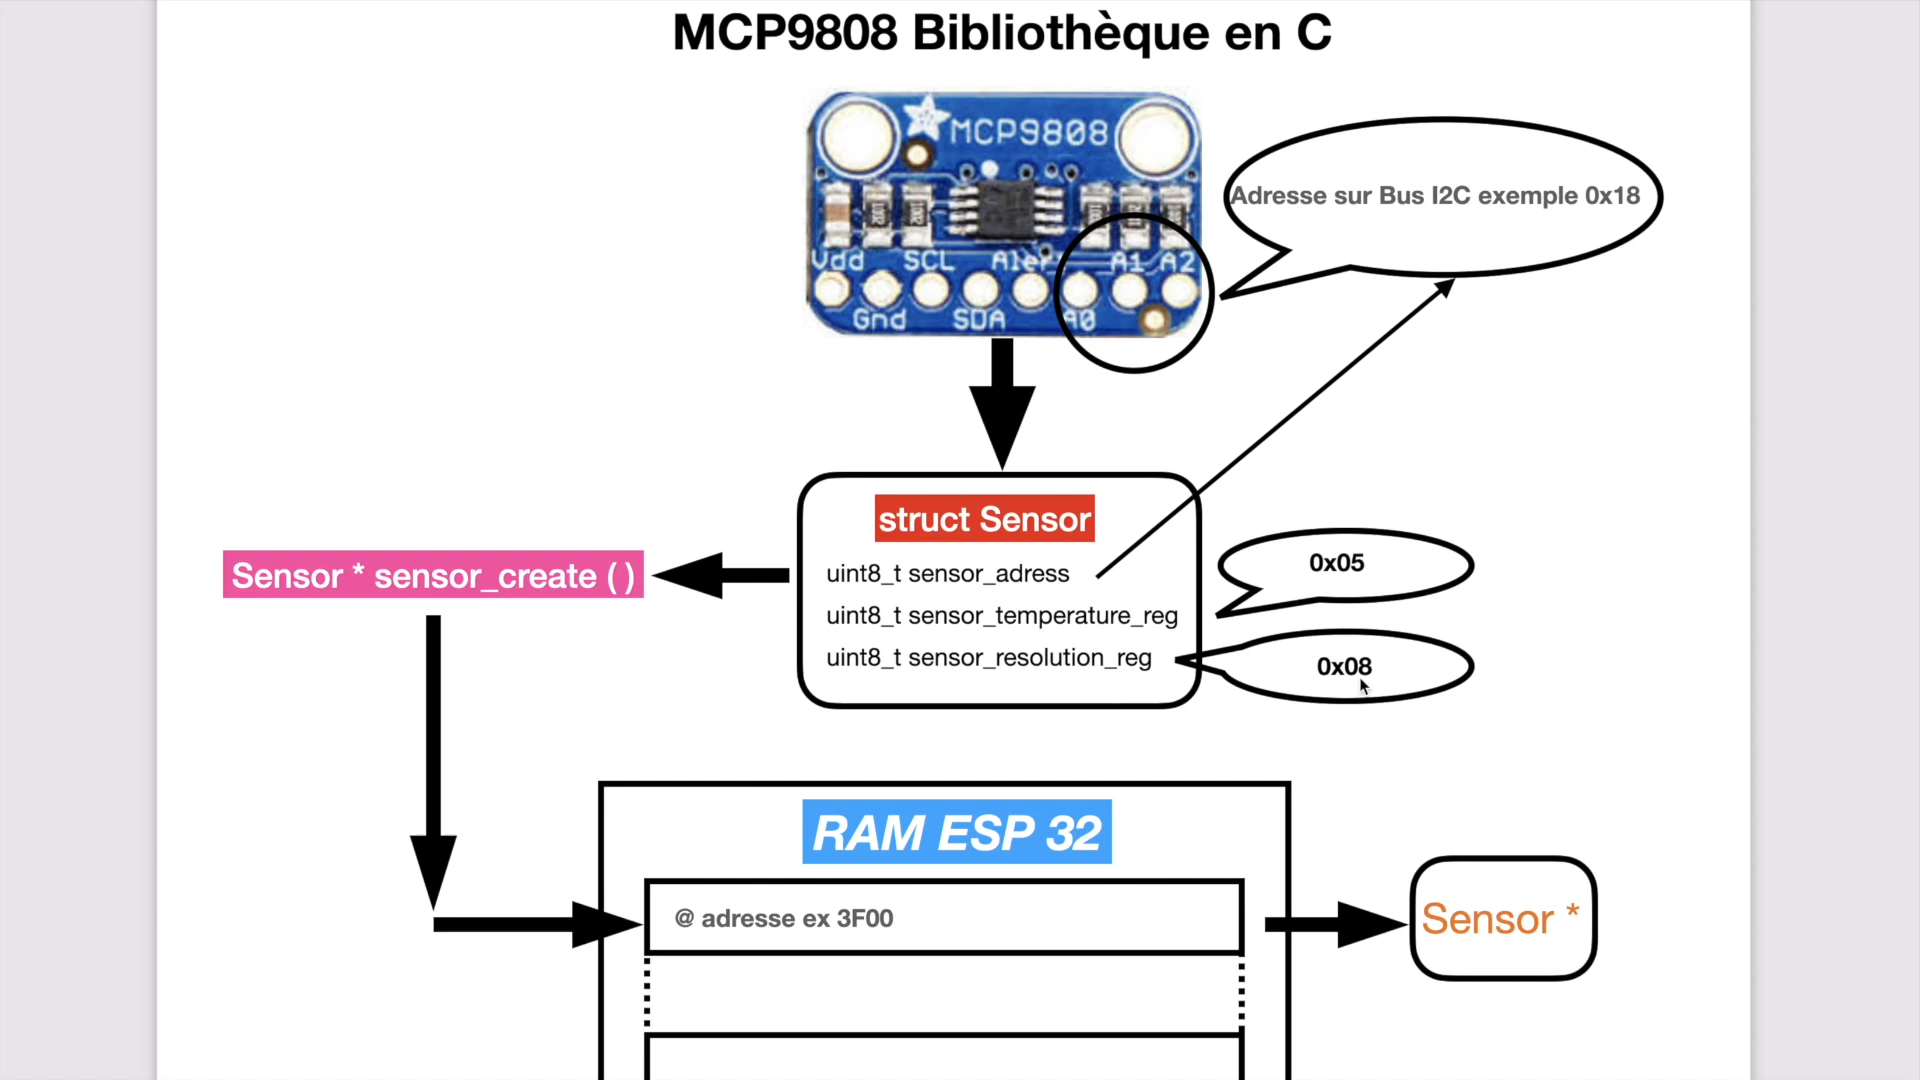 MCP9808 Bibliothèque en C
MCP9808
Adresse sur Bus I2C exemple 0x18
Vdd SCL Alert A1 A2
Gnd SDA A0
struct Sensor
uint8_t sensor_adress
uint8_t sensor_temperature_reg
uint8_t sensor_resolution_reg
0x05
0x08
Sensor * sensor_create ( )
RAM ESP 32
@ adresse ex 3F00
Sensor *